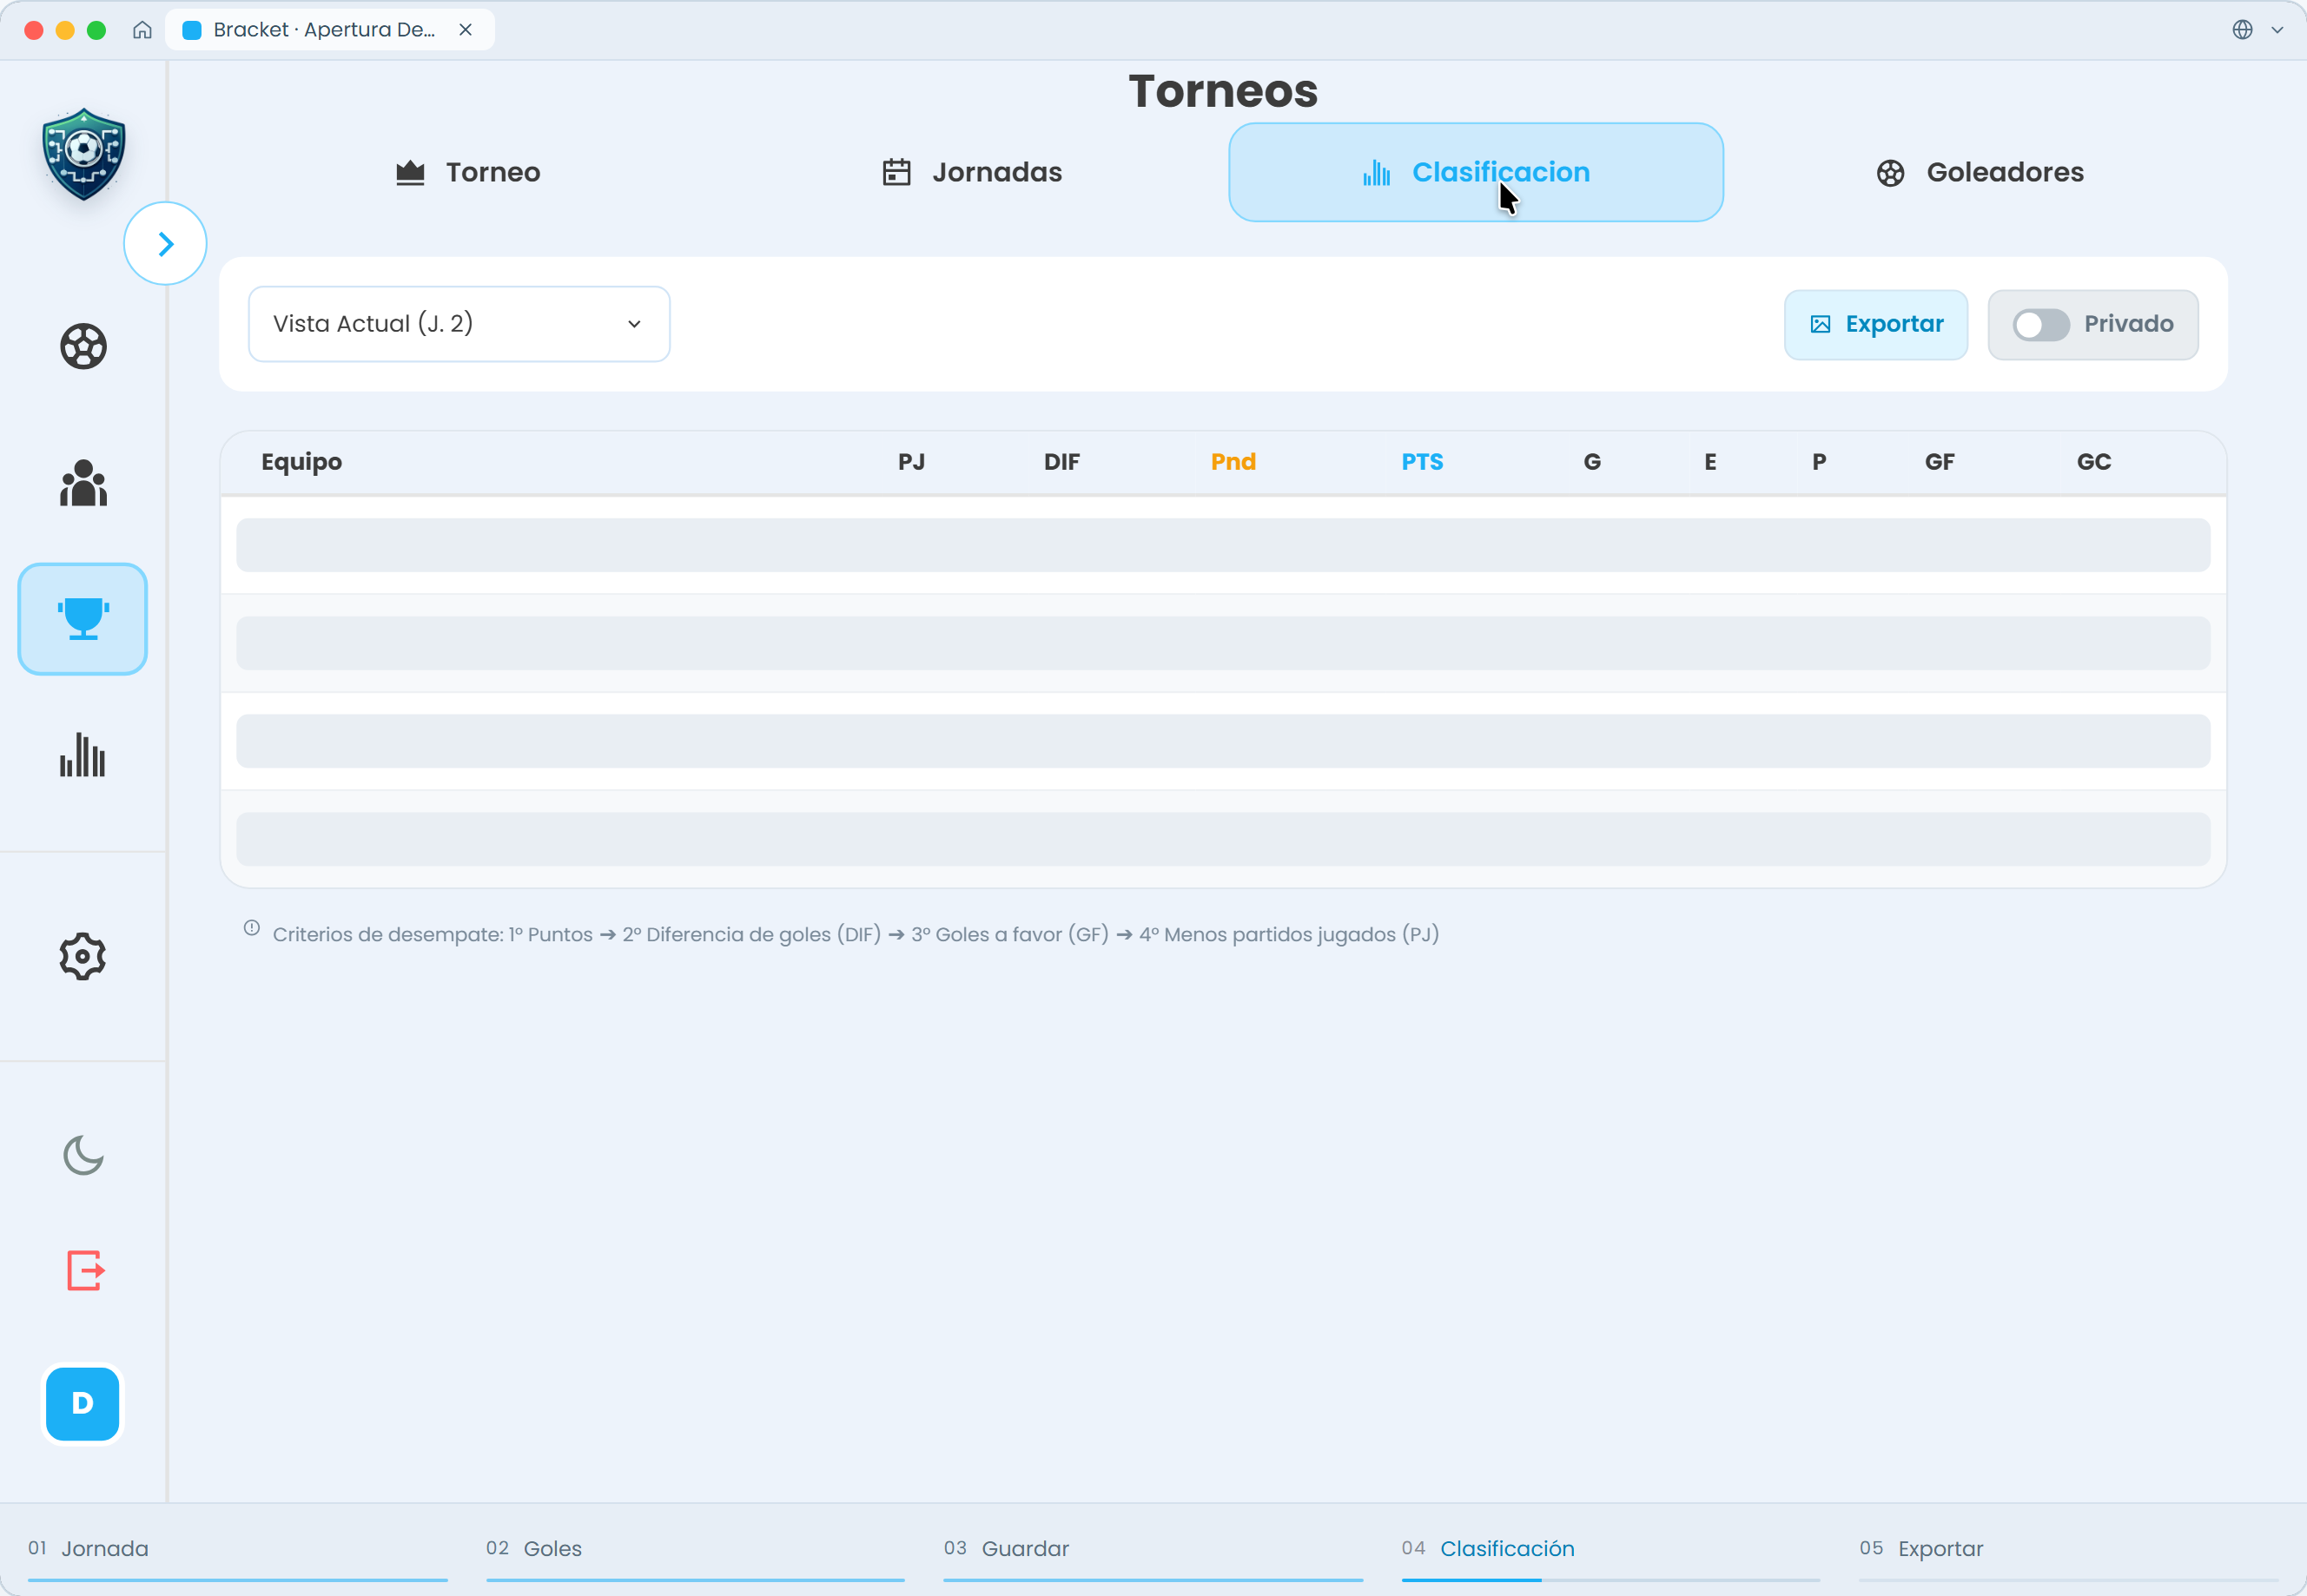 Bracket · Apertura De...
Torneos
Torneo
Jornadas
Clasificacion
Goleadores
Vista Actual (J. 2)
Exportar
Privado
Equipo PJ DIF Pnd PTS G E P GF GC
Criterios de desempate: 1º Puntos ➔ 2º Diferencia de goles (DIF) ➔ 3º Goles a favor (GF) ➔ 4º Menos partidos jugados (PJ)
D
01 Jornada
02 Goles
03 Guardar
04 Clasificación
05 Exportar